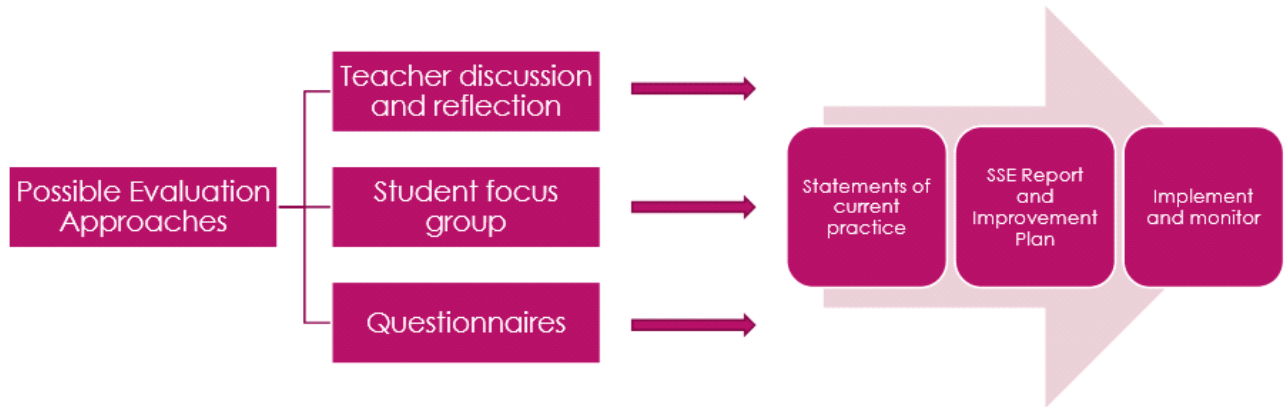 Possible Evaluation
Approaches
Teacher discussion
and reflection
Student focus
group
Questionnaires
Statements of
current
practice
SSE Report
and
Improvement
Plan
Implement
and monitor